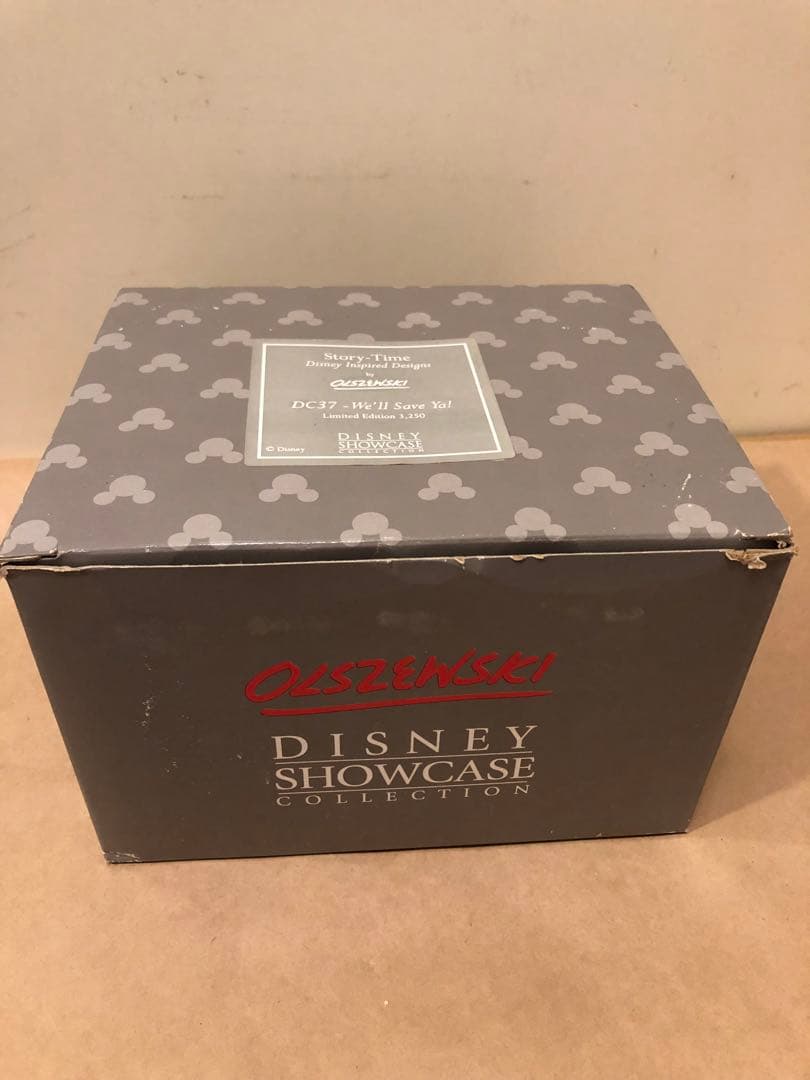 Story-Time
Disney Inspired Designs
by
OLSZEWSKI
DC37 - We'll Save Ya!
Limited Edition 3,250
© Disney
DISNEY
SHOWCASE
COLLECTION
OLSZEWSKI
DISNEY
SHOWCASE
COLLECTION